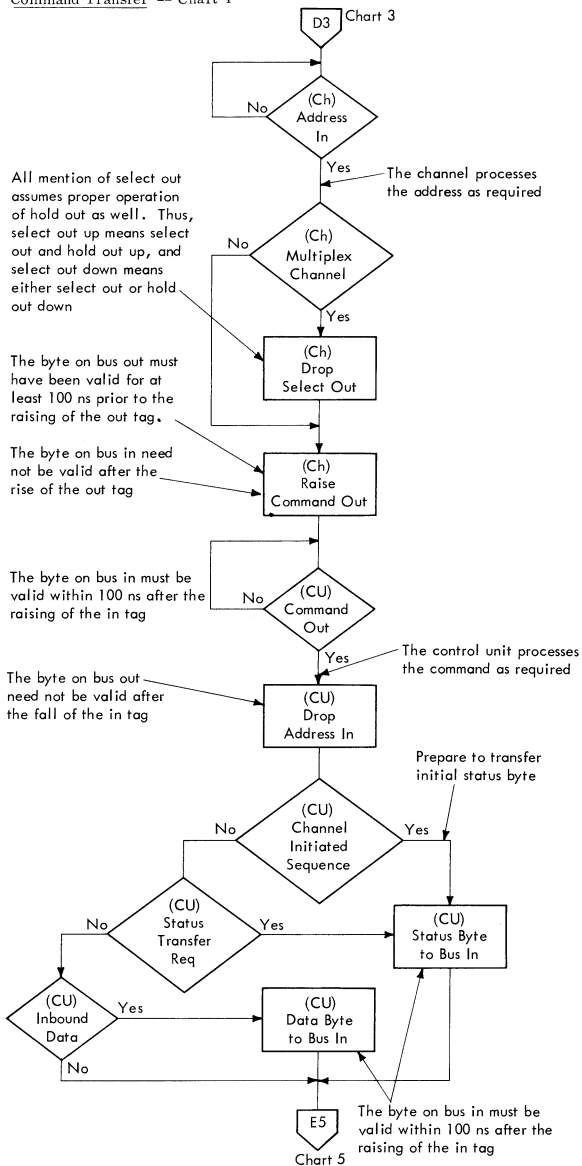 Command Transfer -- Chart 4
D3
Chart 3
No
(Ch)
Address
In
Yes
The channel processes
the address as required
All mention of select out
assumes proper operation
of hold out as well. Thus,
select out up means select
out and hold out up, and
select out down means
either select out or hold
out down
No
(Ch)
Multiplex
Channel
Yes
(Ch)
Drop
Select Out
The byte on bus out must
have been valid for at
least 100 ns prior to the
raising of the out tag.
The byte on bus in need
not be valid after the
rise of the out tag
(Ch)
Raise
Command Out
The byte on bus in must be
valid within 100 ns after the
raising of the in tag
No
(CU)
Command
Out
Yes
The control unit processes
the command as required
The byte on bus out
need not be valid after
the fall of the in tag
(CU)
Drop
Address In
Prepare to transfer
initial status byte
No
(CU)
Channel
Initiated
Sequence
Yes
No
(CU)
Status
Transfer
Req
Yes
(CU)
Status Byte
to Bus In
(CU)
Inbound
Data
Yes
(CU)
Data Byte
to Bus In
No
E5
Chart 5
The byte on bus in must be
valid within 100 ns after the
raising of the in tag